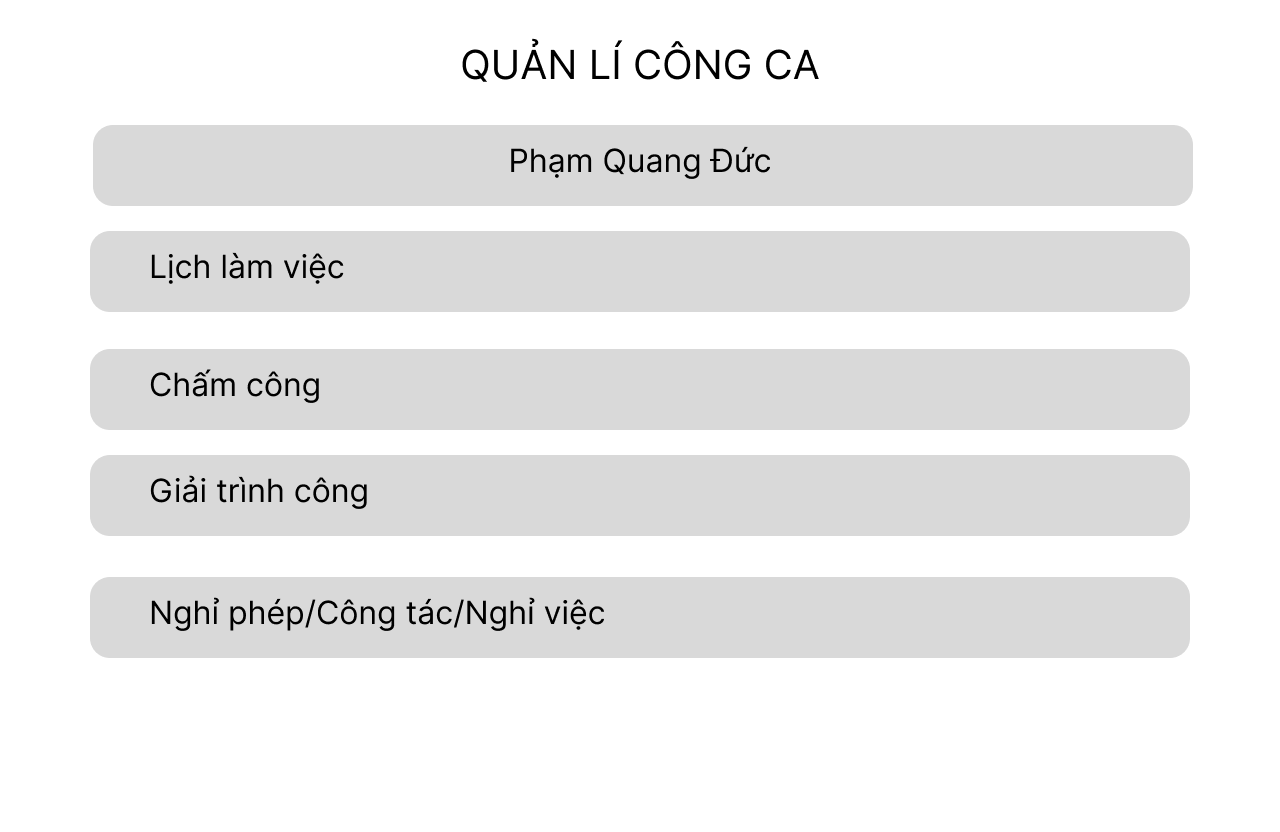 QUẢN LÍ CÔNG CA
Phạm Quang Đức
Lịch làm việc
Chấm công
Giải trình công
Nghỉ phép/Công tác/Nghỉ việc